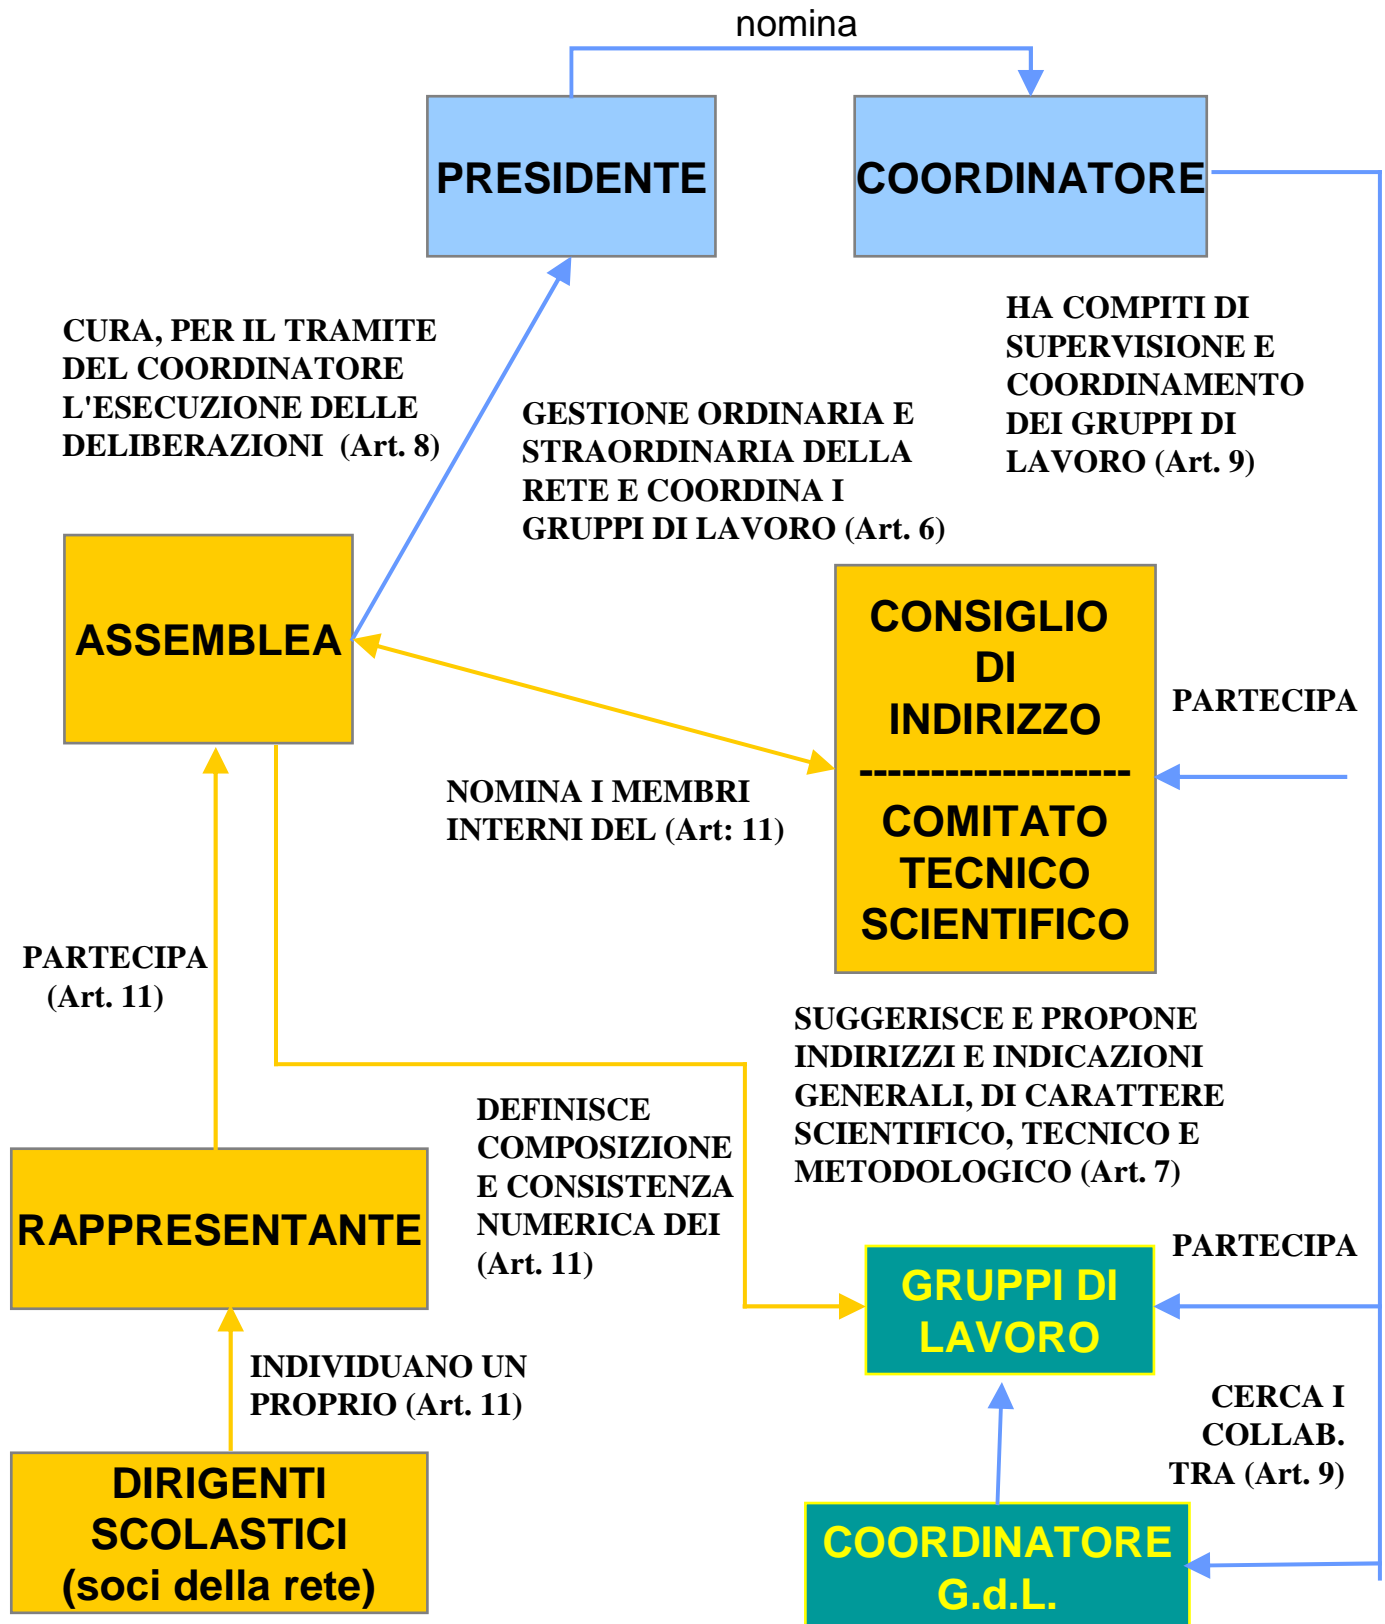 nomina
PRESIDENTE
COORDINATORE
CURA, PER IL TRAMITE
DEL COORDINATORE
L'ESECUZIONE DELLE
DELIBERAZIONI (Art. 8)
GESTIONE ORDINARIA E
STRAORDINARIA DELLA
RETE E COORDINA I
GRUPPI DI LAVORO (Art. 6)
HA COMPITI DI
SUPERVISIONE E
COORDINAMENTO
DEI GRUPPI DI
LAVORO (Art. 9)
ASSEMBLEA
CONSIGLIO
DI
INDIRIZZO
-------------------
COMITATO
TECNICO
SCIENTIFICO
PARTECIPA
NOMINA I MEMBRI
INTERNI DEL (Art: 11)
PARTECIPA
(Art. 11)
SUGGERISCE E PROPONE
INDIRIZZI E INDICAZIONI
GENERALI, DI CARATTERE
SCIENTIFICO, TECNICO E
METODOLOGICO (Art. 7)
DEFINISCE
COMPOSIZIONE
E CONSISTENZA
NUMERICA DEI
(Art. 11)
RAPPRESENTANTE
PARTECIPA
GRUPPI DI
LAVORO
INDIVIDUANO UN
PROPRIO (Art. 11)
CERCA I
COLLAB.
TRA (Art. 9)
DIRIGENTI
SCOLASTICI
(soci della rete)
COORDINATORE
G.d.L.